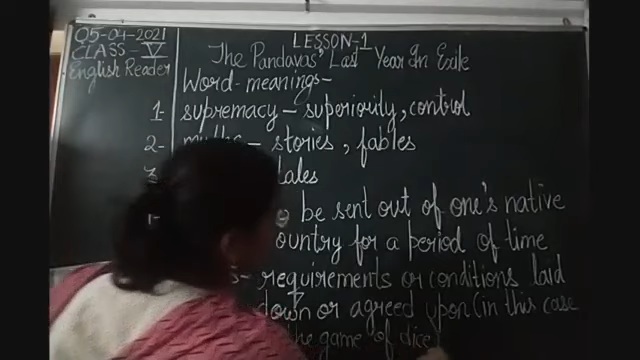 05-04-2021
CLASS-V
English Reader
LESSON-1
The Pandavas' Last Year In Exile
Word-meanings-
1- supremacy - superiority, control
2- myths - stories, fables
3- tales
be sent out of one's native
country for a period of time
requirements or conditions laid
down or agreed upon (in this case
the game of dice